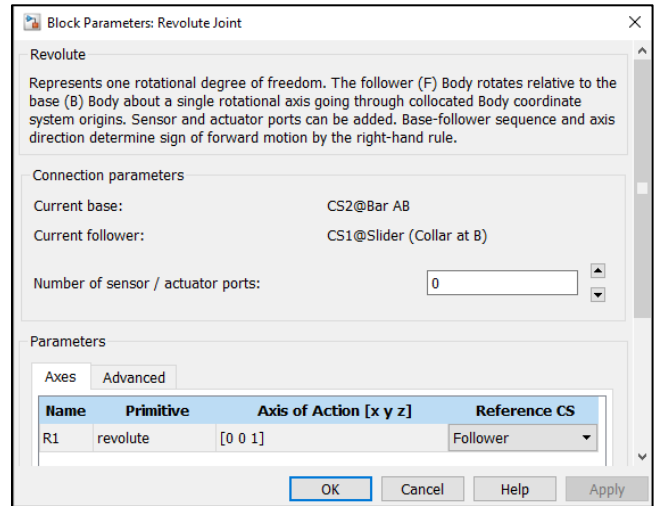 Block Parameters: Revolute Joint
Revolute
Represents one rotational degree of freedom. The follower (F) Body rotates relative to the
base (B) Body about a single rotational axis going through collocated Body coordinate
system origins. Sensor and actuator ports can be added. Base-follower sequence and axis
direction determine sign of forward motion by the right-hand rule.
Connection parameters
Current base: CS2@Bar AB
Current follower: CS1@Slider (Collar at B)
Number of sensor / actuator ports: 0
Parameters
Axes Advanced
Name Primitive Axis of Action [x y z] Reference CS
R1 revolute [0 0 1] Follower
OK Cancel Help Apply